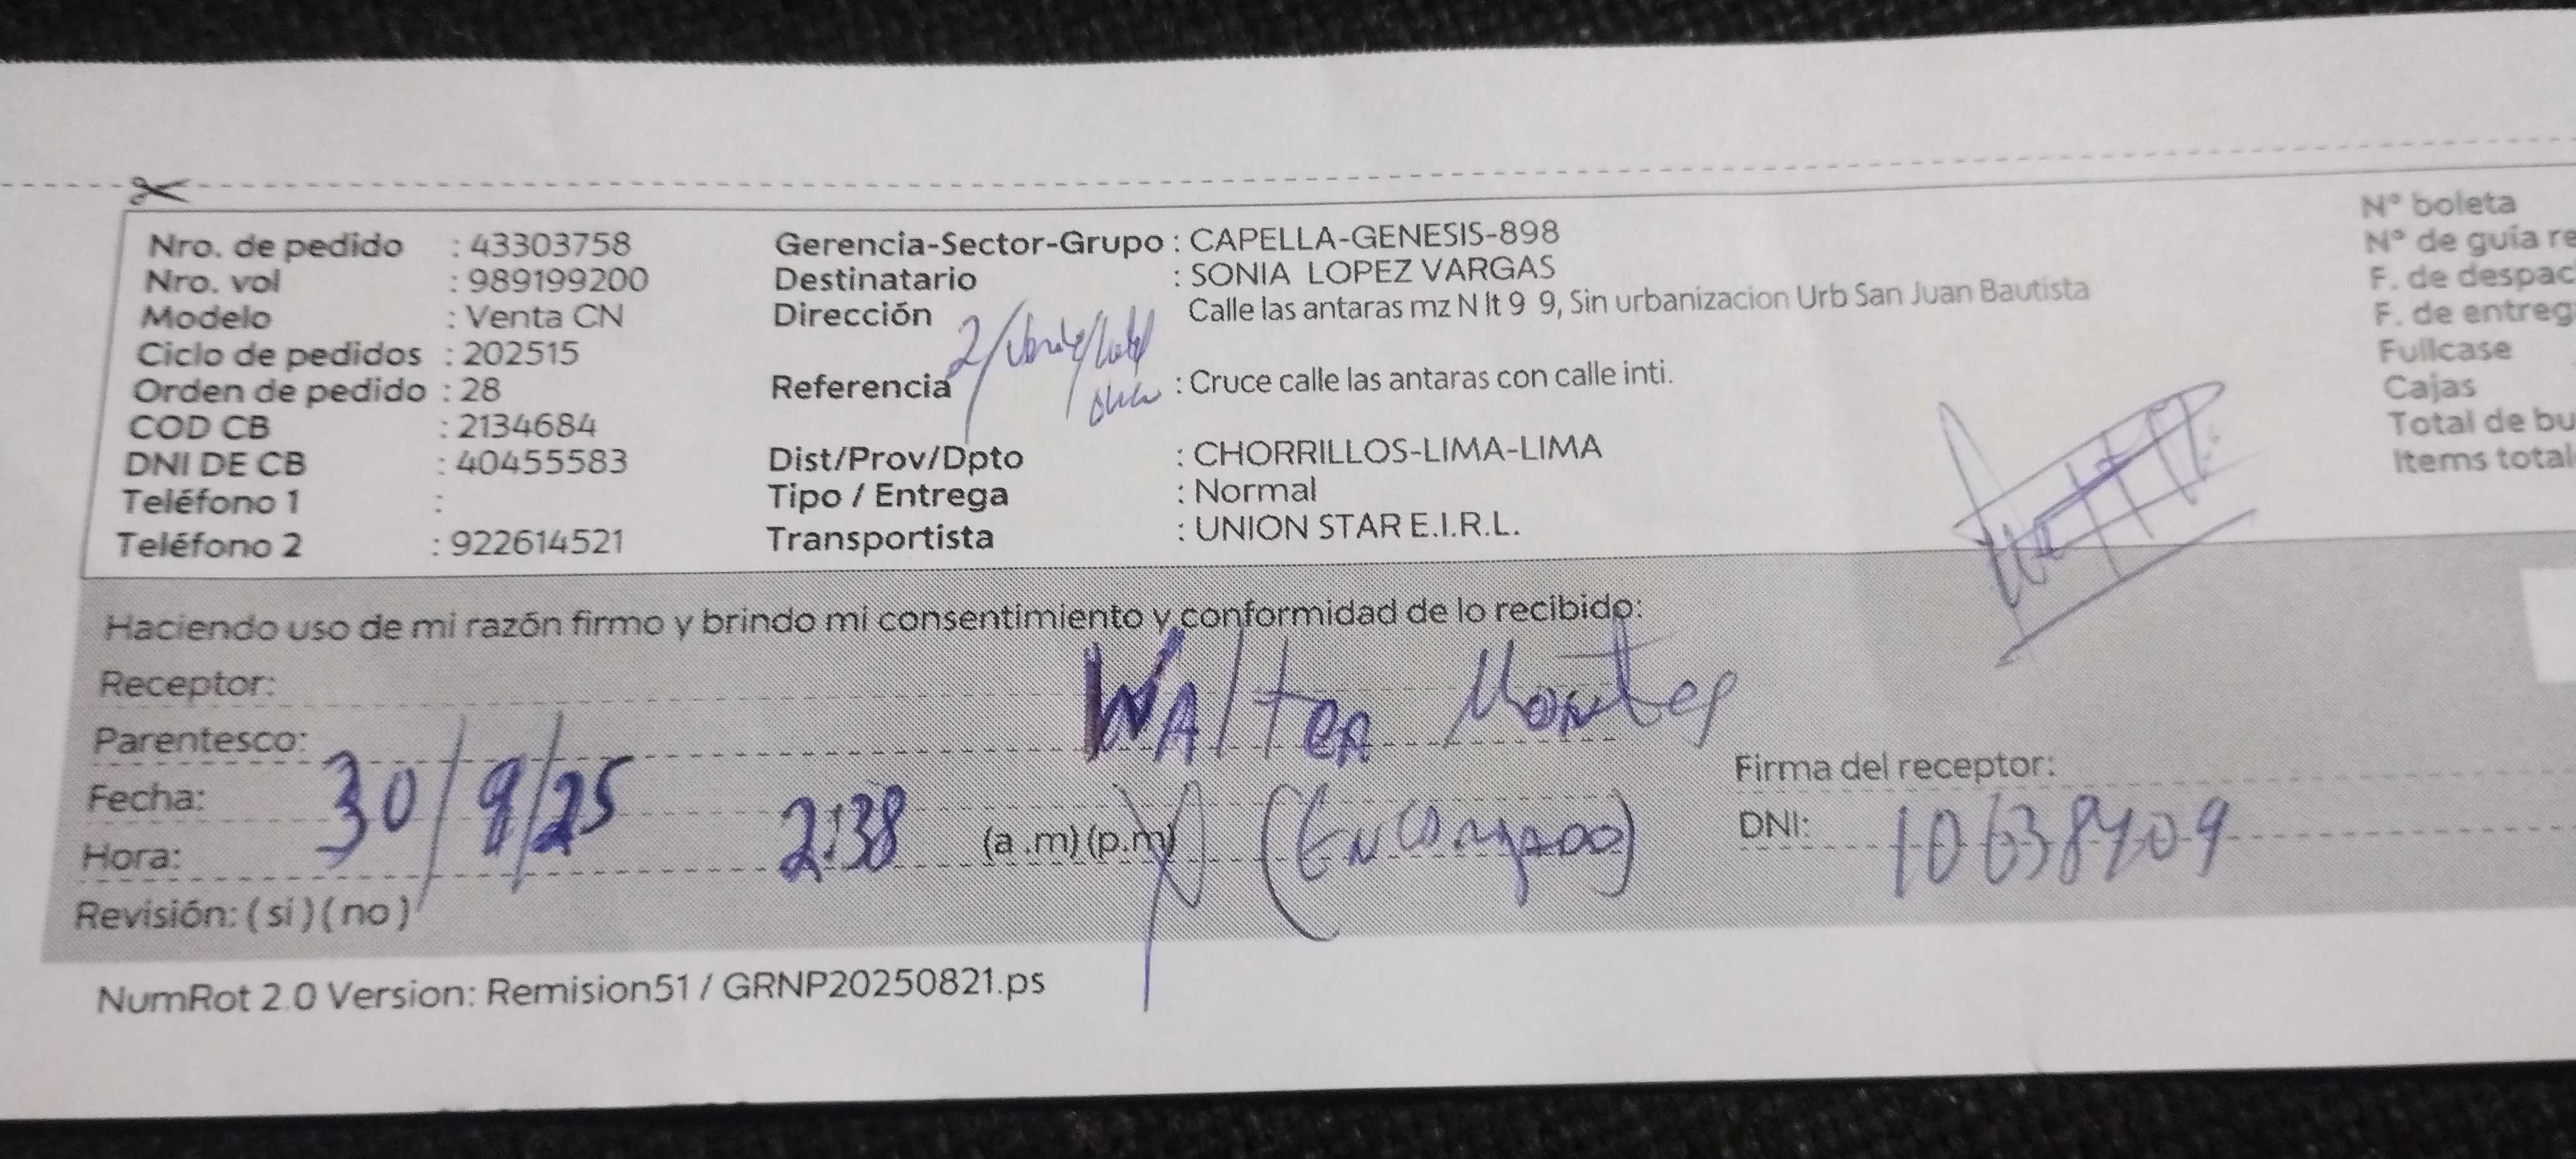 Nro. de pedido : 43303758 Gerencia-Sector-Grupo : CAPELLA-GENESIS-898 N° boleta
Nro. vol : 989199200 Destinatario : SONIA LOPEZ VARGAS N° de guía re
Modelo : Venta CN Dirección Calle las antaras mz N lt 9 9, Sin urbanizacion Urb San Juan Bautista F. de despac
Ciclo de pedidos : 202515 F. de entreg
Orden de pedido : 28 Referencia : Cruce calle las antaras con calle inti. Fullcase
COD CB : 2134684 Cajas
DNI DE CB : 40455583 Dist/Prov/Dpto : CHORRILLOS-LIMA-LIMA Total de bu
Teléfono 1 : Tipo / Entrega : Normal Items total
Teléfono 2 : 922614521 Transportista : UNION STAR E.I.R.L.
Haciendo uso de mi razón firmo y brindo mi consentimiento y conformidad de lo recibido:
Receptor: Walter Montes
Parentesco:
Fecha: 30/9/25 Firma del receptor:
Hora: 2:38 (a .m) (p.m) (Encargado) DNI: 10638409
Revisión: ( si ) ( no )
NumRot 2.0 Version: Remision51 / GRNP20250821.ps